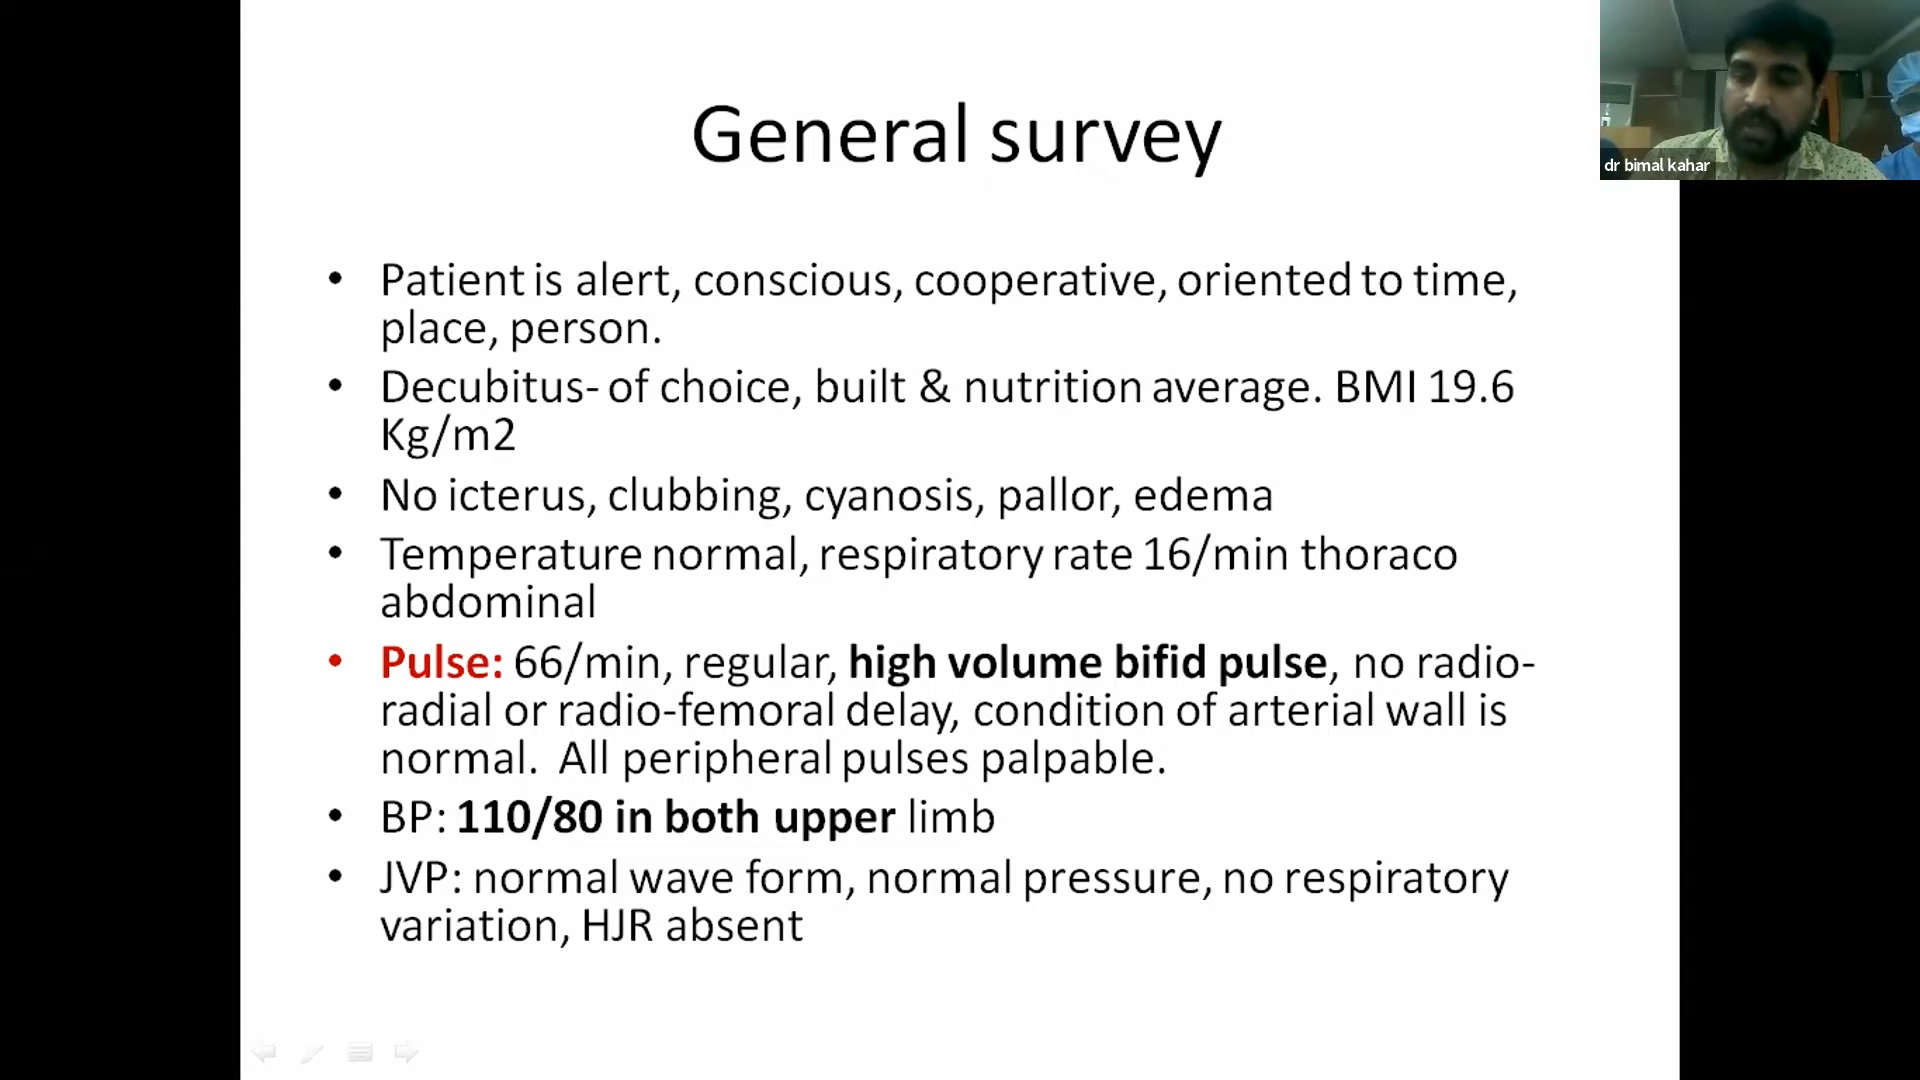 General survey
dr bimal kahar
• Patient is alert, conscious, cooperative, oriented to time,
place, person.
• Decubitus- of choice, built & nutrition average. BMI 19.6
Kg/m2
• No icterus, clubbing, cyanosis, pallor, edema
• Temperature normal, respiratory rate 16/min thoraco
abdominal
• Pulse: 66/min, regular, high volume bifid pulse, no radio-
radial or radio-femoral delay, condition of arterial wall is
normal.  All peripheral pulses palpable.
• BP: 110/80 in both upper limb
• JVP: normal wave form, normal pressure, no respiratory
variation, HJR absent